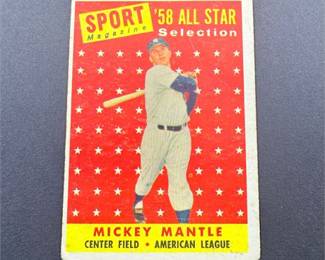 SPORT '58 ALL STAR
Magazine Selection
MICKEY MANTLE
CENTER FIELD • AMERICAN LEAGUE